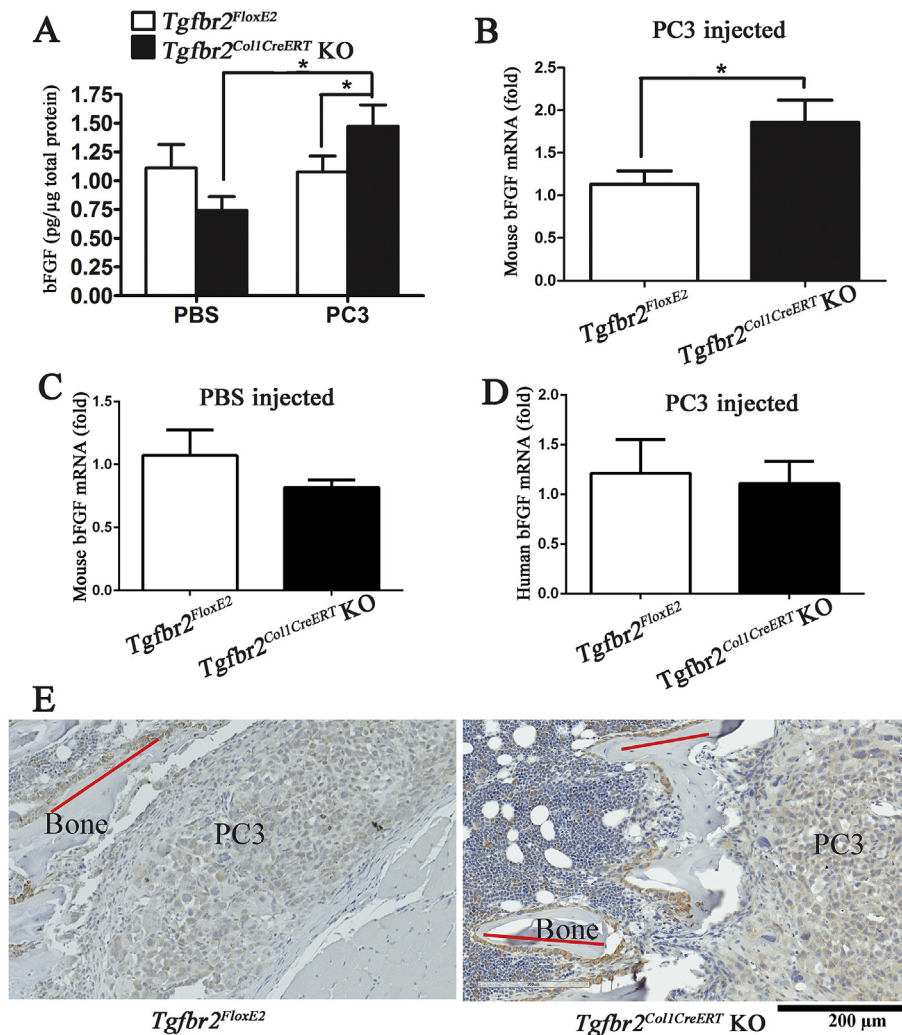 A
Tgfbr2FloxE2
Tgfbr2Col1CreERT KO
*
*
bFGF (pg/µg total protein)
1.75
1.50
1.25
1.00
0.75
0.50
0.25
0.00
PBS
PC3
B
PC3 injected
*
Mouse bFGF mRNA (fold)
2.5
2.0
1.5
1.0
0.5
0.0
Tgfbr2FloxE2
Tgfbr2Col1CreERT KO
C
PBS injected
Mouse bFGF mRNA (fold)
1.5
1.0
0.5
0.0
Tgfbr2FloxE2
Tgfbr2Col1CreERT KO
D
PC3 injected
Human bFGF mRNA (fold)
2.0
1.5
1.0
0.5
0.0
Tgfbr2FloxE2
Tgfbr2Col1CreERT KO
E
Bone
PC3
Bone
PC3
Tgfbr2FloxE2
Tgfbr2Col1CreERT KO
200 µm